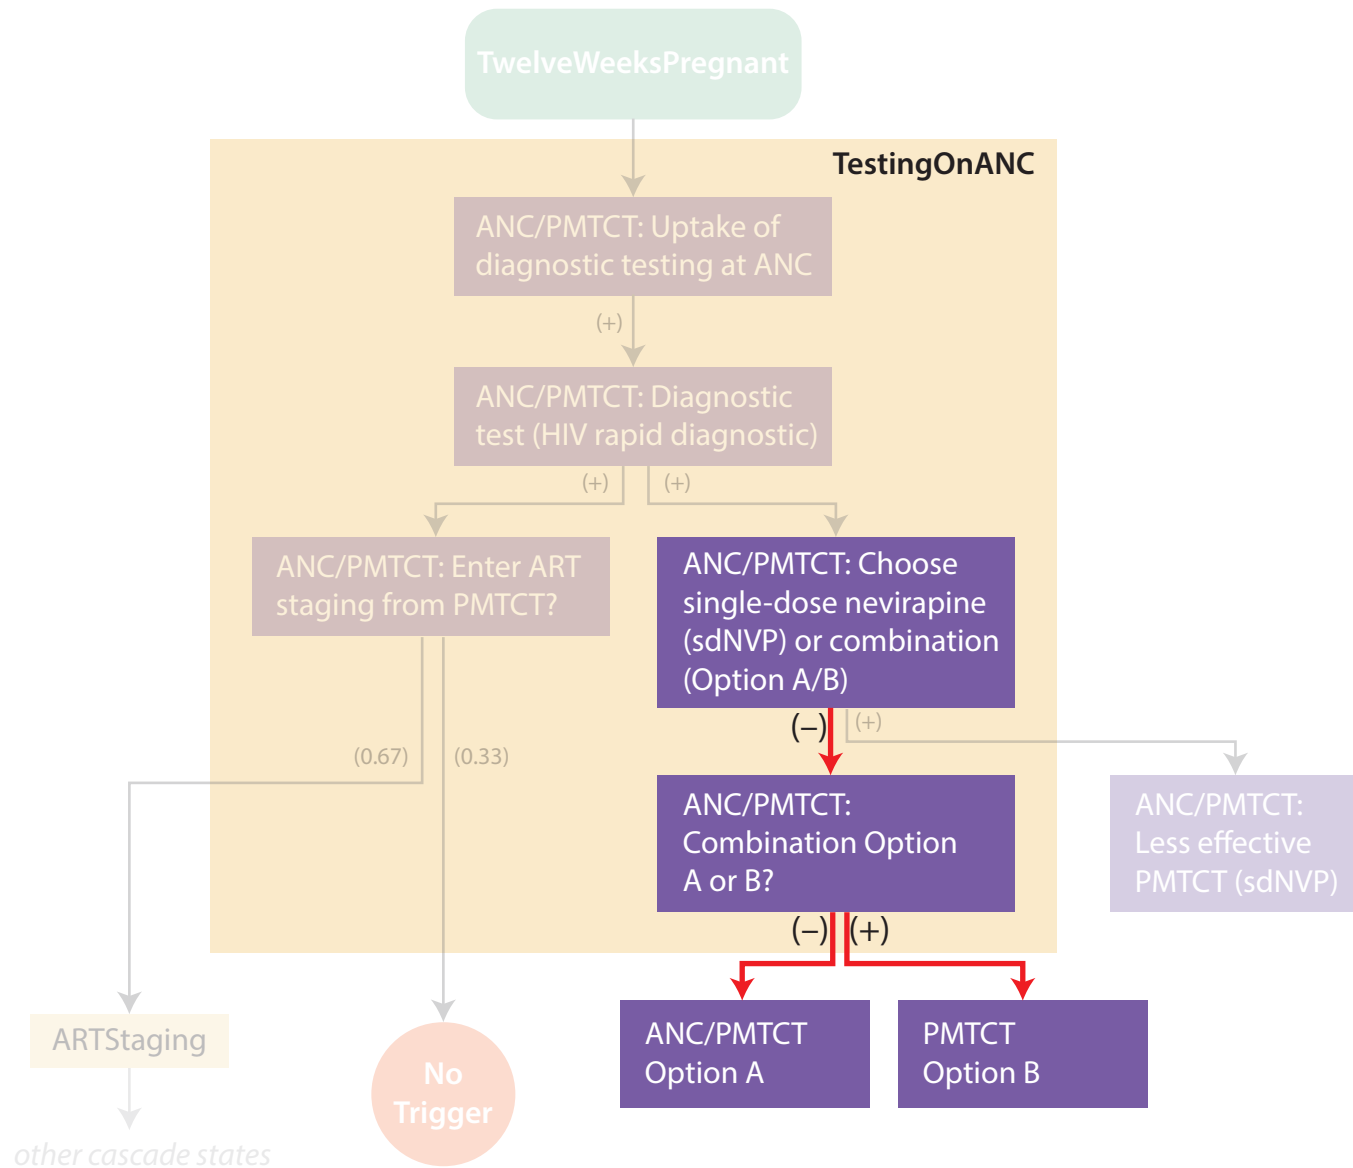 TwelveWeeksPregnant
TestingOnANC
ANC/PMTCT: Uptake of
diagnostic testing at ANC
(+)
ANC/PMTCT: Diagnostic
test (HIV rapid diagnostic)
(+)
(+)
ANC/PMTCT: Enter ART
staging from PMTCT?
ANC/PMTCT: Choose
single-dose nevirapine
(sdNVP) or combination
(Option A/B)
(0.67)
(0.33)
(–)
(+)
ANC/PMTCT:
Combination Option
A or B?
ANC/PMTCT:
Less effective
PMTCT (sdNVP)
(–)
(+)
ARTStaging
other cascade states
No
Trigger
ANC/PMTCT
Option A
PMTCT
Option B